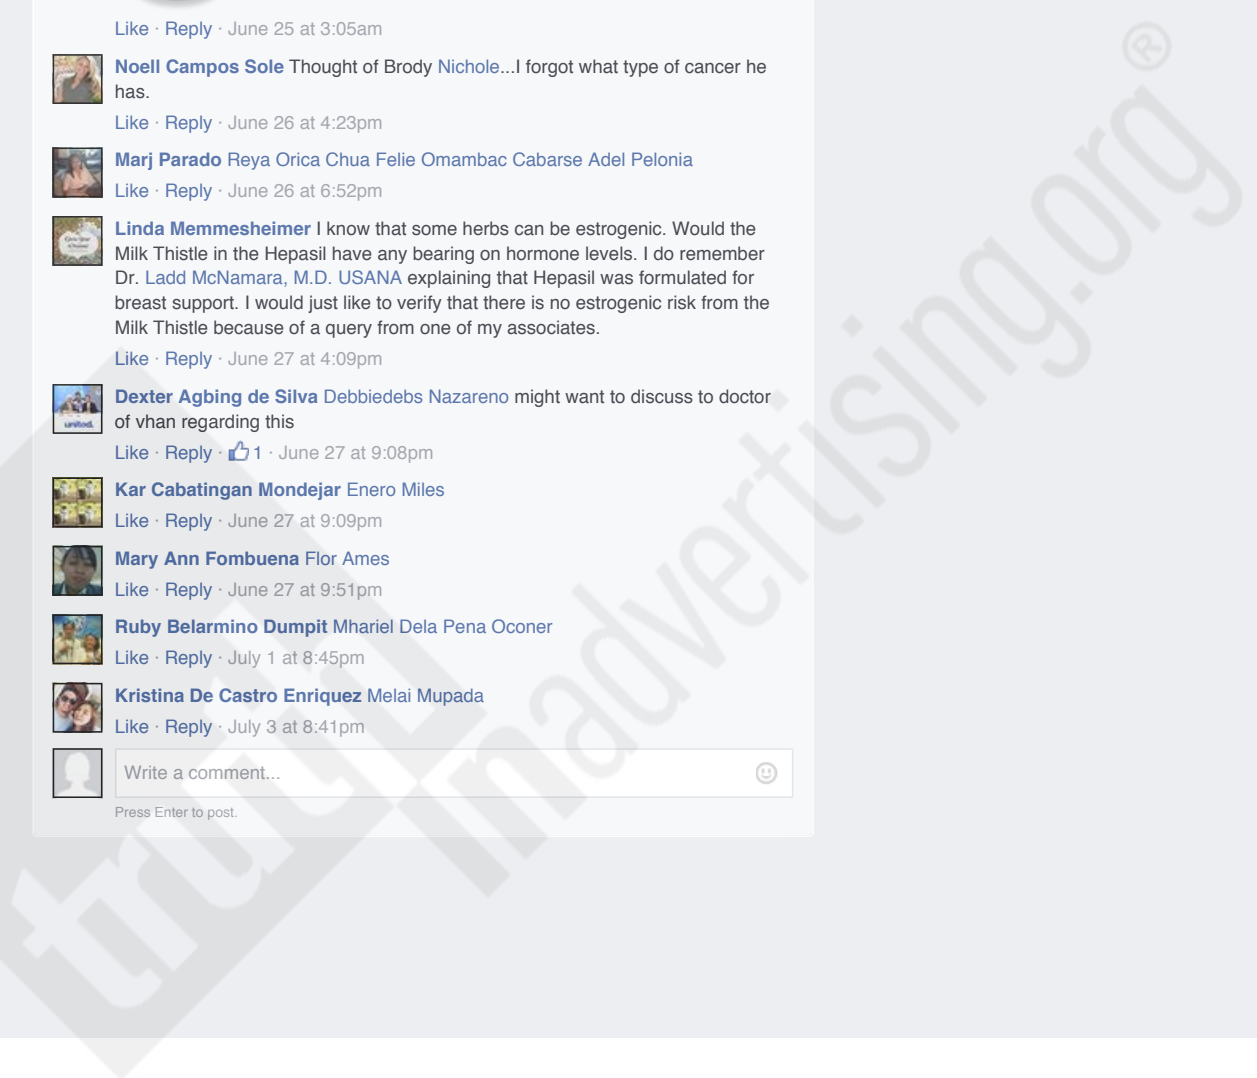 Like · Reply · June 25 at 3:05am
Noell Campos Sole Thought of Brody Nichole...I forgot what type of cancer he
has.
Like · Reply · June 26 at 4:23pm
Marj Parado Reya Orica Chua Felie Omambac Cabarse Adel Pelonia
Like · Reply · June 26 at 6:52pm
Linda Memmesheimer I know that some herbs can be estrogenic. Would the
Milk Thistle in the Hepasil have any bearing on hormone levels. I do remember
Dr. Ladd McNamara, M.D. USANA explaining that Hepasil was formulated for
breast support. I would just like to verify that there is no estrogenic risk from the
Milk Thistle because of a query from one of my associates.
Like · Reply · June 27 at 4:09pm
Dexter Agbing de Silva Debbiedebs Nazareno might want to discuss to doctor
of vhan regarding this
united.
Like · Reply · 1 · June 27 at 9:08pm
Kar Cabatingan Mondejar Enero Miles
Like · Reply · June 27 at 9:09pm
Mary Ann Fombuena Flor Ames
Like · Reply · June 27 at 9:51pm
Ruby Belarmino Dumpit Mhariel Dela Pena Oconer
Like · Reply · July 1 at 8:45pm
Kristina De Castro Enriquez Melai Mupada
Like · Reply · July 3 at 8:41pm
Write a comment...
Press Enter to post.
truth
inadvertising.org®